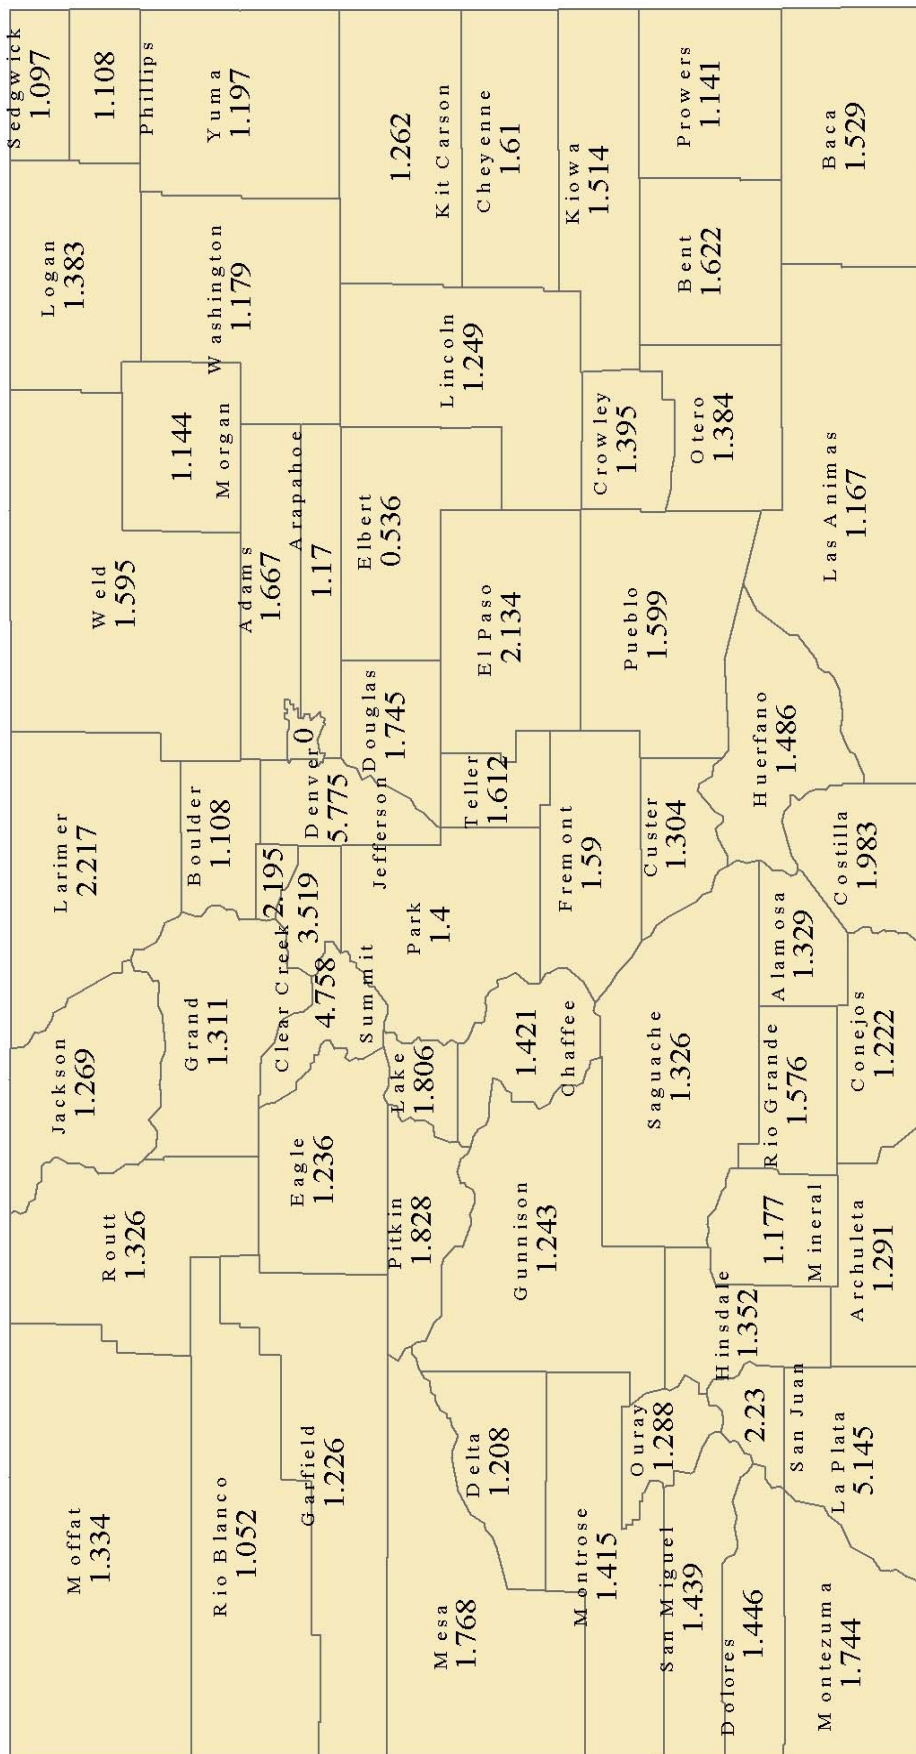 Moffat
1.334
Routt
1.326
Jackson
1.269
Larimer
2.217
Weld
1.595
Logan
1.383
Sedgwick
1.097
1.108
Phillips
Rio Blanco
1.052
Grand
1.311
Boulder
1.108
1.144
Morgan
Washington
1.179
Yuma
1.197
Garfield
1.226
Eagle
1.236
Clear Creek
2.195
3.519
4.758
Summit
Denver
0
5.775
Jefferson
Adams
1.667
Arapahoe
1.17
Mesa
1.768
Pitkin
1.828
Lake
1.806
Park
1.4
Douglas
1.745
Elbert
0.536
Lincoln
1.249
1.262
Kit Carson
Delta
1.208
Gunnison
1.243
1.421
Chaffee
Teller
1.612
El Paso
2.134
Cheyenne
1.61
Montrose
1.415
Ouray
1.288
Fremont
1.59
Crowley
1.395
Kiowa
1.514
San Miguel
1.439
Saguache
1.326
Custer
1.304
Pueblo
1.599
Otero
1.384
Bent
1.622
Prowers
1.141
Dolores
1.446
2.23
San Juan
Hinsdale
1.352
1.177
Mineral
Rio Grande
1.576
Alamosa
1.329
Huerfano
1.486
Montezuma
1.744
La Plata
5.145
Archuleta
1.291
Conejos
1.222
Costilla
1.983
Las Animas
1.167
Baca
1.529